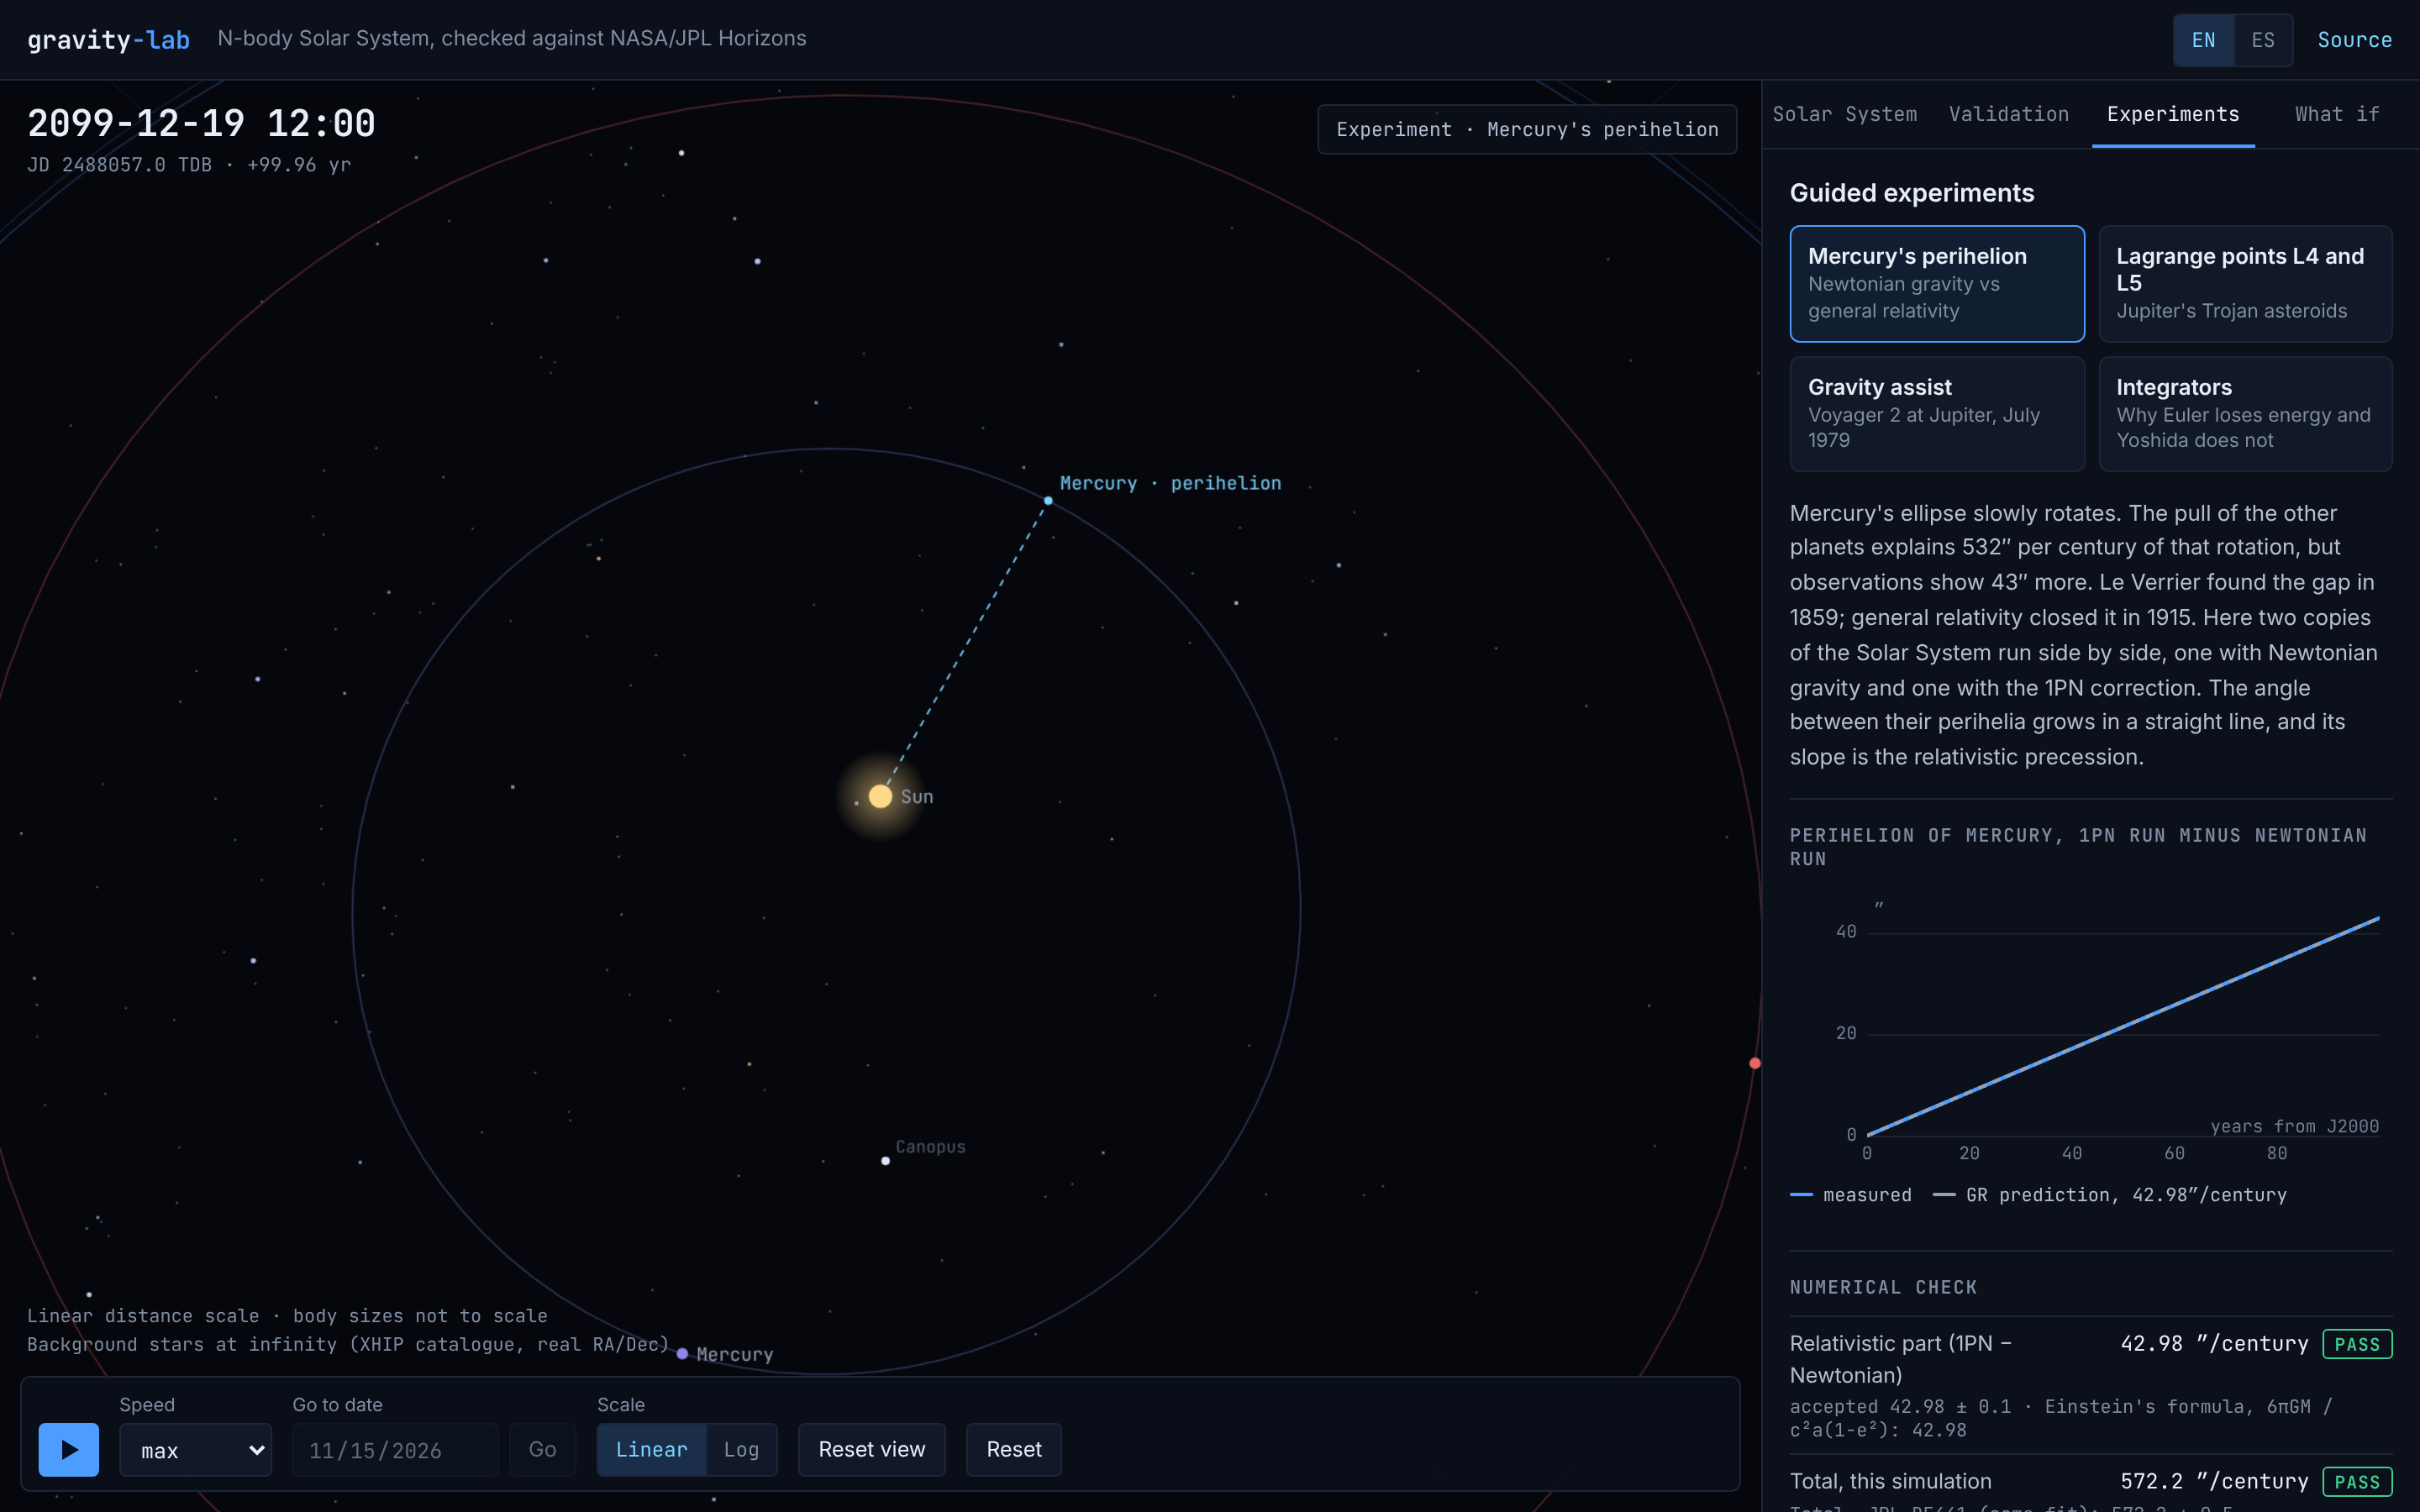 gravity-lab
N-body Solar System, checked against NASA/JPL Horizons
EN
ES
Source
2099-12-19 12:00
JD 2488057.0 TDB · +99.96 yr
Experiment · Mercury's perihelion
Mercury · perihelion
Sun
Canopus
Linear distance scale · body sizes not to scale
Background stars at infinity (XHIP catalogue, real RA/Dec)
Mercury
Speed
max
Go to date
11/15/2026
Go
Scale
Linear
Log
Reset view
Reset
Solar System
Validation
Experiments
What if
Guided experiments
Mercury's perihelion
Newtonian gravity vs
general relativity
Lagrange points L4 and
L5
Jupiter's Trojan asteroids
Gravity assist
Voyager 2 at Jupiter, July
1979
Integrators
Why Euler loses energy and
Yoshida does not
Mercury's ellipse slowly rotates. The pull of the other
planets explains 532″ per century of that rotation, but
observations show 43″ more. Le Verrier found the gap in
1859; general relativity closed it in 1915. Here two copies
of the Solar System run side by side, one with Newtonian
gravity and one with the 1PN correction. The angle
between their perihelia grows in a straight line, and its
slope is the relativistic precession.
PERIHELION OF MERCURY, 1PN RUN MINUS NEWTONIAN
RUN
″
40
20
0
years from J2000
0 20 40 60 80
measured
GR prediction, 42.98″/century
NUMERICAL CHECK
Relativistic part (1PN −
Newtonian)
42.98 ″/century
PASS
accepted 42.98 ± 0.1 · Einstein's formula, 6πGM /
c²a(1-e²): 42.98
Total, this simulation
572.2 ″/century
PASS